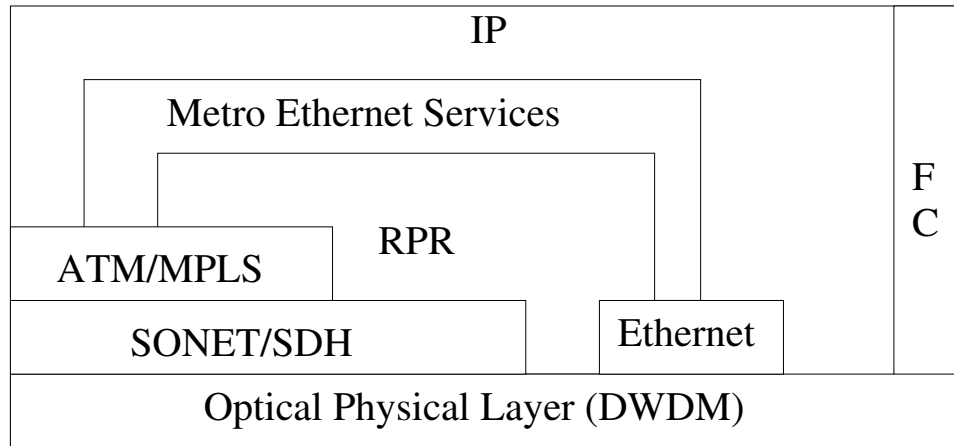 IP
Metro Ethernet Services
F
C
RPR
ATM/MPLS
Ethernet
SONET/SDH
Optical Physical Layer (DWDM)